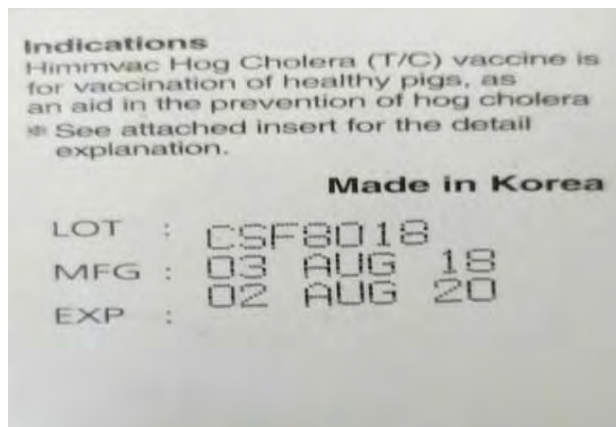 Indications
Himmvac Hog Cholera (T/C) vaccine is
for vaccination of healthy pigs, as
an aid in the prevention of hog cholera
※ See attached insert for the detail
explanation.
Made in Korea
LOT : CSF8018
MFG : 03 AUG 18
EXP : 02 AUG 20